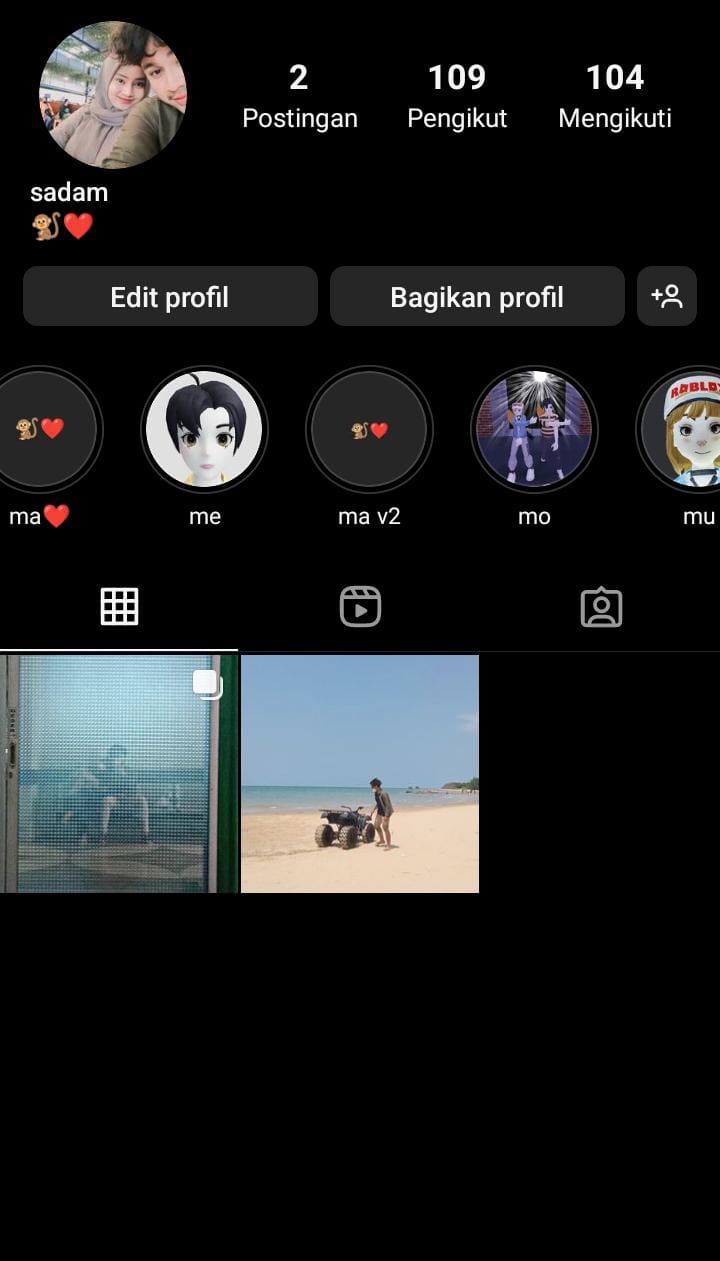 2 109 104
Postingan Pengikut Mengikuti
sadam
🐒❤️
Edit profil Bagikan profil
🐒❤️ 🐒❤️ ROBLOX
ma❤️ me ma v2 mo mu